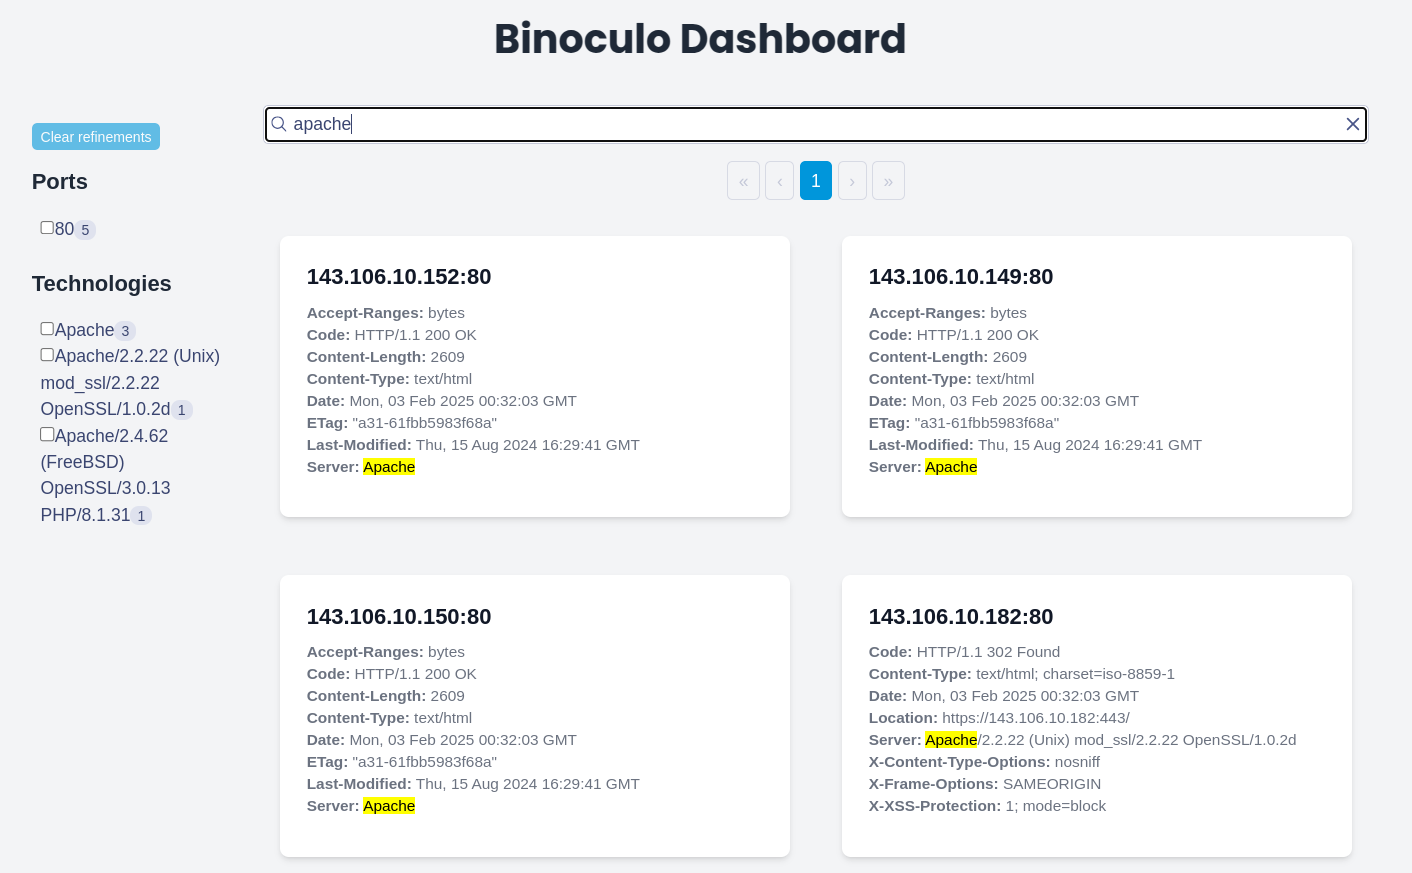 Binoculo Dashboard
apache
Clear refinements
Ports
80 5
Technologies
Apache 3
Apache/2.2.22 (Unix)
mod_ssl/2.2.22
OpenSSL/1.0.2d 1
Apache/2.4.62
(FreeBSD)
OpenSSL/3.0.13
PHP/8.1.31 1
« ‹ 1 › »
143.106.10.152:80
Accept-Ranges: bytes
Code: HTTP/1.1 200 OK
Content-Length: 2609
Content-Type: text/html
Date: Mon, 03 Feb 2025 00:32:03 GMT
ETag: "a31-61fbb5983f68a"
Last-Modified: Thu, 15 Aug 2024 16:29:41 GMT
Server: Apache
143.106.10.149:80
Accept-Ranges: bytes
Code: HTTP/1.1 200 OK
Content-Length: 2609
Content-Type: text/html
Date: Mon, 03 Feb 2025 00:32:03 GMT
ETag: "a31-61fbb5983f68a"
Last-Modified: Thu, 15 Aug 2024 16:29:41 GMT
Server: Apache
143.106.10.150:80
Accept-Ranges: bytes
Code: HTTP/1.1 200 OK
Content-Length: 2609
Content-Type: text/html
Date: Mon, 03 Feb 2025 00:32:03 GMT
ETag: "a31-61fbb5983f68a"
Last-Modified: Thu, 15 Aug 2024 16:29:41 GMT
Server: Apache
143.106.10.182:80
Code: HTTP/1.1 302 Found
Content-Type: text/html; charset=iso-8859-1
Date: Mon, 03 Feb 2025 00:32:03 GMT
Location: https://143.106.10.182:443/
Server: Apache/2.2.22 (Unix) mod_ssl/2.2.22 OpenSSL/1.0.2d
X-Content-Type-Options: nosniff
X-Frame-Options: SAMEORIGIN
X-XSS-Protection: 1; mode=block